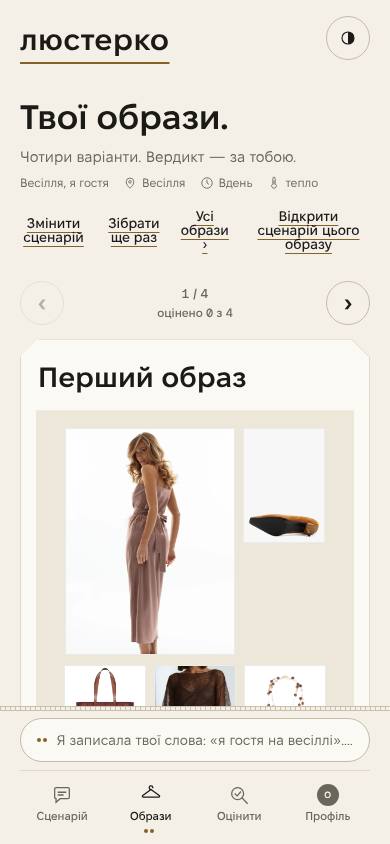 люстерко
Твої образи.
Чотири варіанти. Вердикт — за тобою.
Весілля, я гостя Весілля Вдень тепло
Змінити сценарій
Зібрати ще раз
Усі образи ›
Відкрити сценарій цього образу
‹
1 / 4
оцінено 0 з 4
›
Перший образ
Я записала твої слова: «я гостя на весіллі»....
Сценарій Образи Оцінити О Профіль